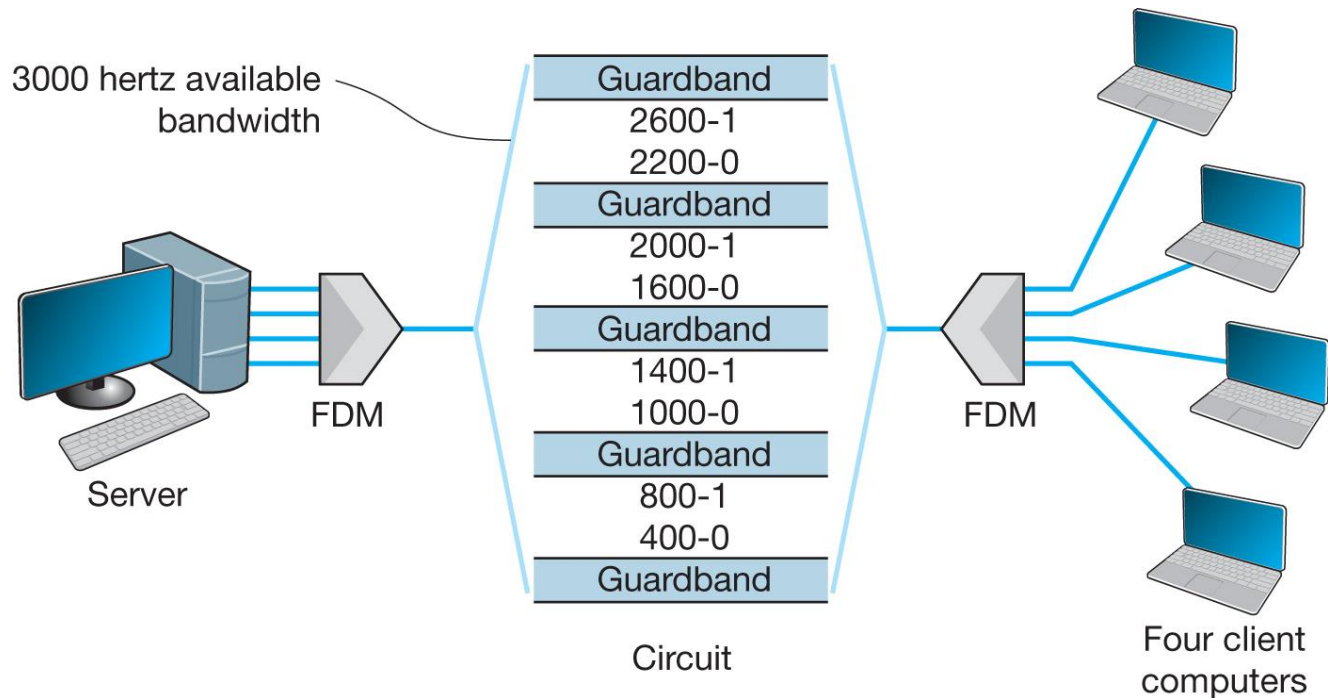 3000 hertz available
bandwidth
Guardband
2600-1
2200-0
Guardband
2000-1
1600-0
Guardband
1400-1
1000-0
Guardband
800-1
400-0
Guardband
Circuit
Server
FDM
FDM
Four client
computers